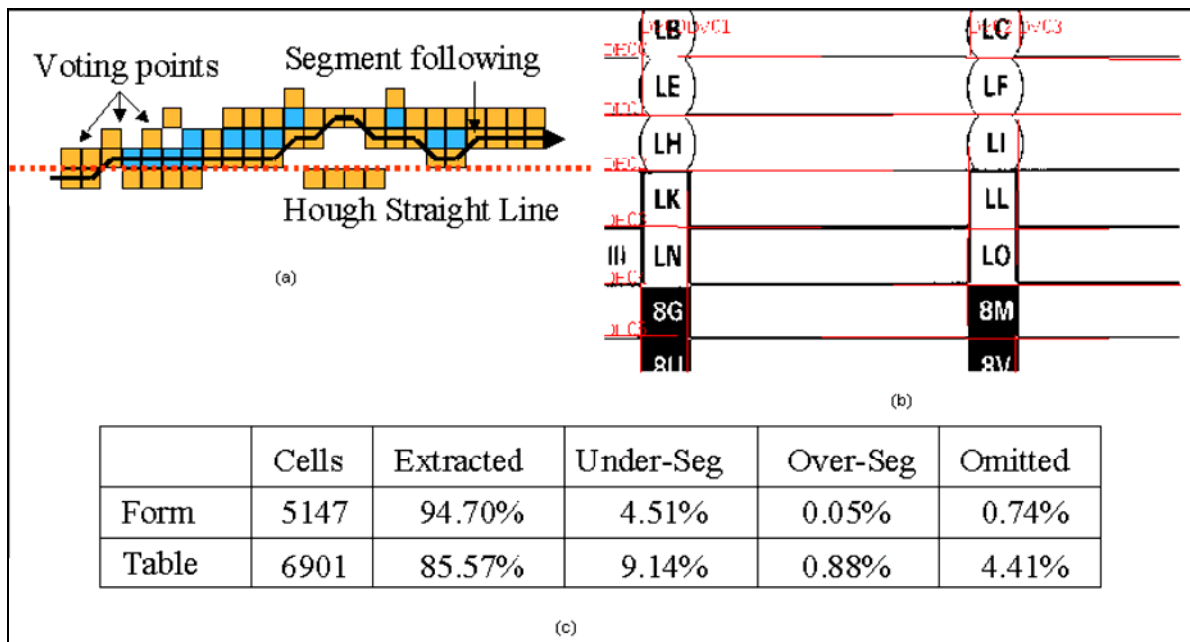 (a)
Voting points
Segment following
Hough Straight Line
(a)
LB
LC
LE
LF
LH
LI
LK
LL
LN
LO
8G
8M
8U
8V
(b)
Cells Extracted Under-Seg Over-Seg Omitted
Form 5147 94.70% 4.51% 0.05% 0.74%
Table 6901 85.57% 9.14% 0.88% 4.41%
(c)